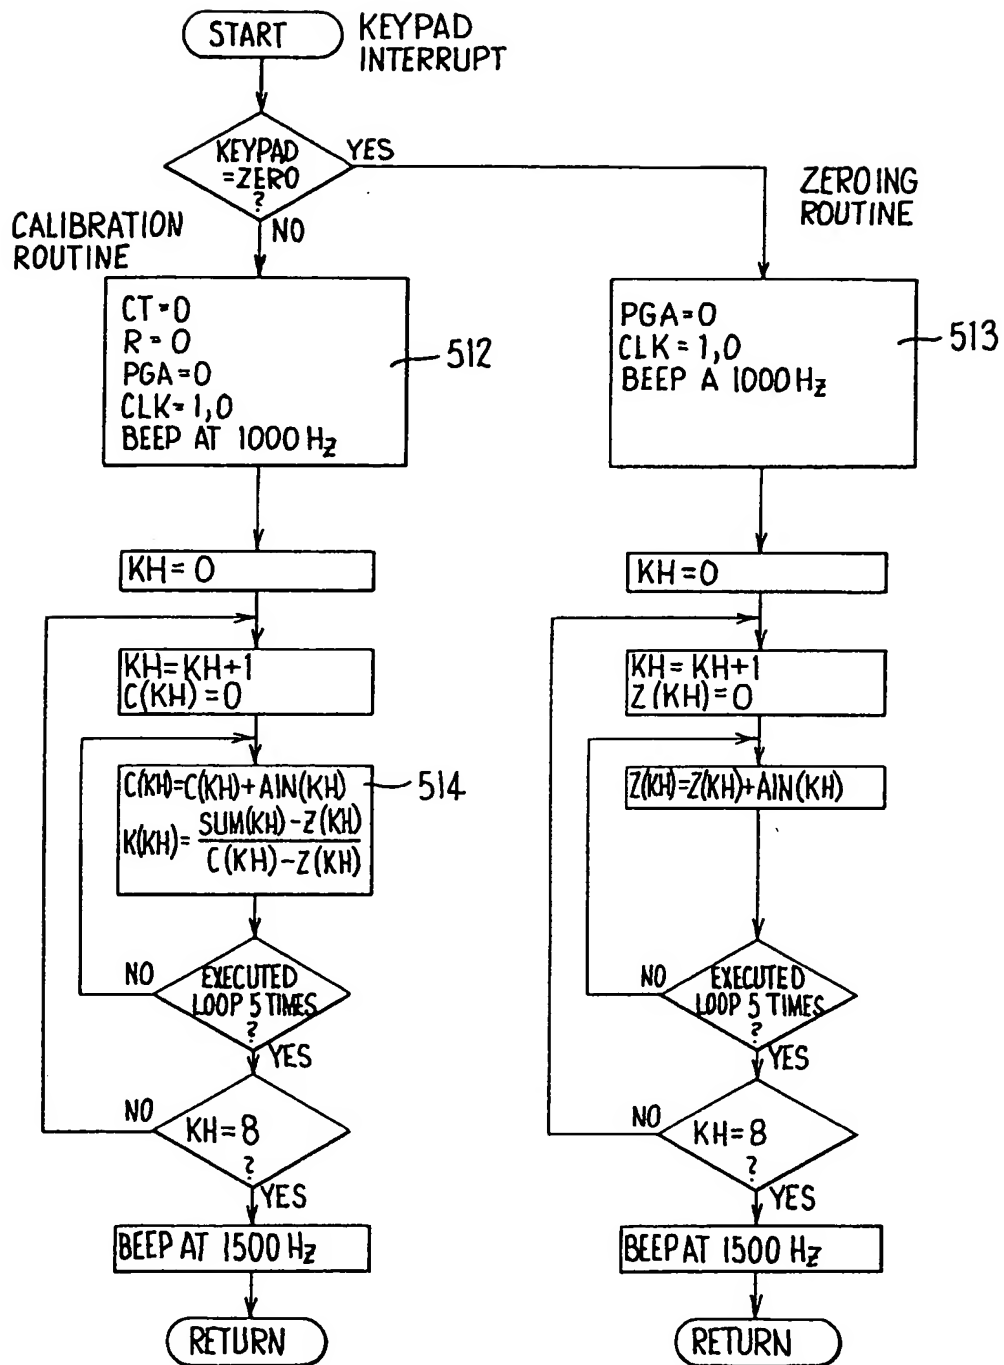 START
KEYPAD
INTERRUPT
KEYPAD
=ZERO
?
YES
NO
CALIBRATION
ROUTINE
ZEROING
ROUTINE
CT=0
R=0
PGA=0
CLK=1,0
BEEP AT 1000 Hz
512
PGA=0
CLK=1,0
BEEP A 1000 Hz
513
KH=0
KH=0
KH=KH+1
C(KH)=0
KH=KH+1
Z(KH)=0
C(KH)=C(KH)+AIN(KH)
K(KH)= SUM(KH)-Z(KH)
C(KH)-Z(KH)
514
Z(KH)=Z(KH)+AIN(KH)
NO
EXECUTED
LOOP 5 TIMES
?
YES
NO
EXECUTED
LOOP 5 TIMES
?
YES
NO
KH=8
?
YES
NO
KH=8
?
YES
BEEP AT 1500 Hz
BEEP AT 1500 Hz
RETURN
RETURN